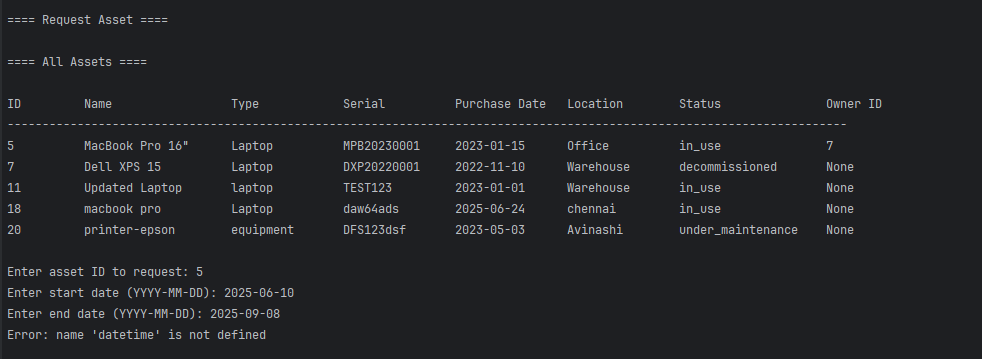 ==== Request Asset ====
==== All Assets ====
ID Name Type Serial Purchase Date Location Status Owner ID
------------------------------------------------------------------------------------------------------------------------
5 MacBook Pro 16" Laptop MPB20230001 2023-01-15 Office in_use 7
7 Dell XPS 15 Laptop DXP20220001 2022-11-10 Warehouse decommissioned None
11 Updated Laptop laptop TEST123 2023-01-01 Warehouse in_use None
18 macbook pro Laptop daw64ads 2025-06-24 chennai in_use None
20 printer-epson equipment DFS123dsf 2023-05-03 Avinashi under_maintenance None
Enter asset ID to request: 5
Enter start date (YYYY-MM-DD): 2025-06-10
Enter end date (YYYY-MM-DD): 2025-09-08
Error: name 'datetime' is not defined